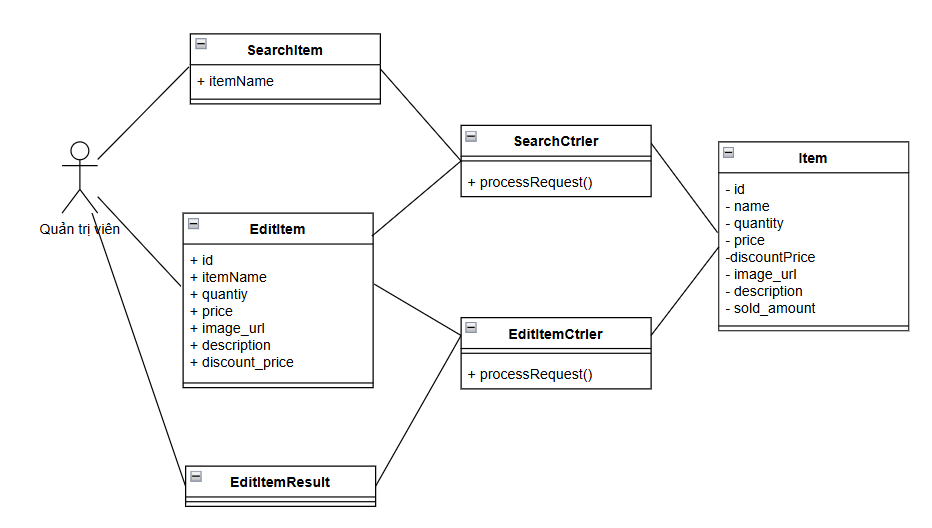 SearchItem
+ itemName
Quản trị viên
EditItem
+ id
+ itemName
+ quantiy
+ price
+ image_url
+ description
+ discount_price
EditItemResult
SearchCtrler
+ processRequest()
EditItemCtrler
+ processRequest()
Item
- id
- name
- quantity
- price
-discountPrice
- image_url
- description
- sold_amount